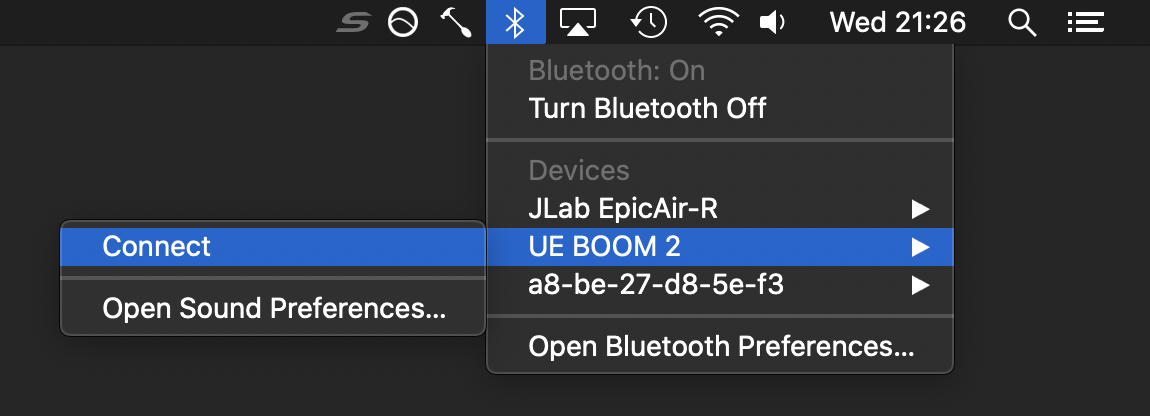 Wed 21:26
Bluetooth: On
Turn Bluetooth Off
Devices
JLab EpicAir-R
UE BOOM 2
a8-be-27-d8-5e-f3
Open Bluetooth Preferences...
Connect
Open Sound Preferences...